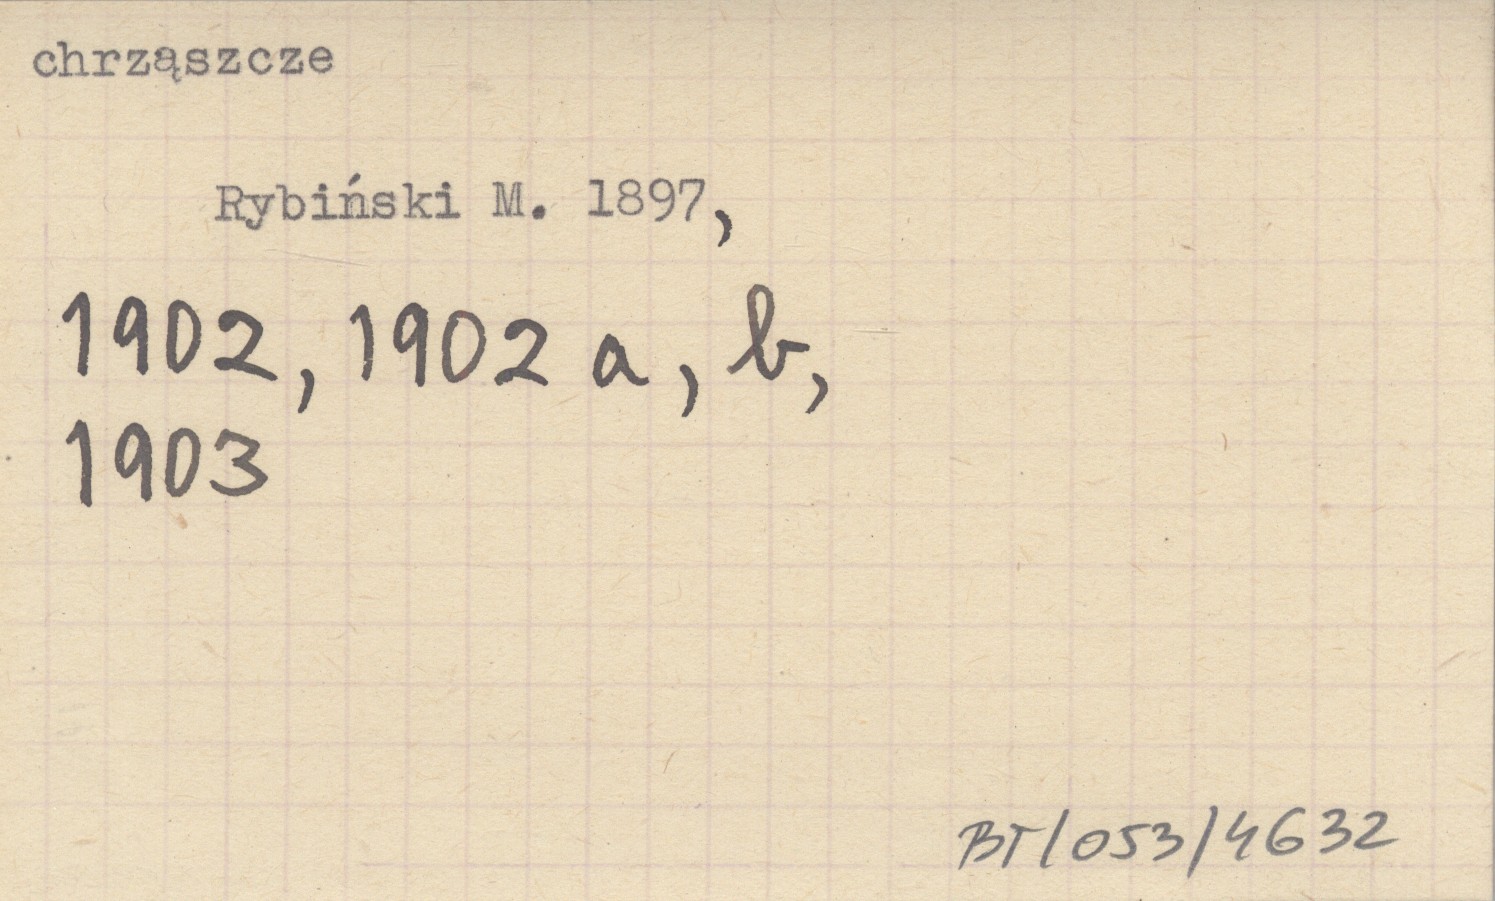 chrząszcze
Rybiński M. 1897,
1902, 1902 a, b,
1903
BT/053/4632